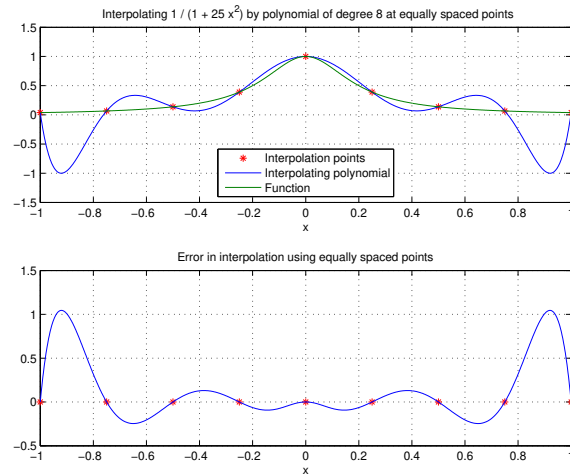 Interpolating 1 / (1 + 25 x²) by polynomial of degree 8 at equally spaced points
1.5
1
0.5
0
−0.5
−1
−1.5
Interpolation points
Interpolating polynomial
Function
−1 −0.8 −0.6 −0.4 −0.2 0 0.2 0.4 0.6 0.8 1
x
Error in interpolation using equally spaced points
1.5
1
0.5
0
−0.5
−1 −0.8 −0.6 −0.4 −0.2 0 0.2 0.4 0.6 0.8 1
x